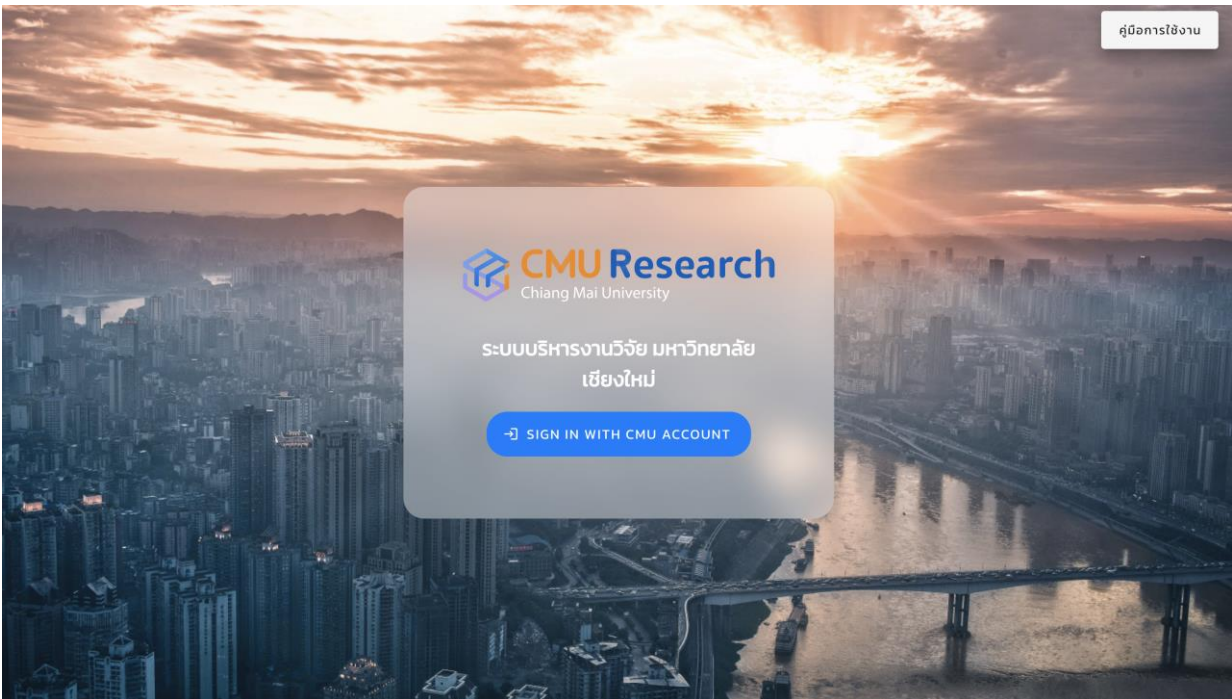 คู่มือการใช้งาน
CMU Research
Chiang Mai University
ระบบบริหารงานวิจัย มหาวิทยาลัย
เชียงใหม่
SIGN IN WITH CMU ACCOUNT